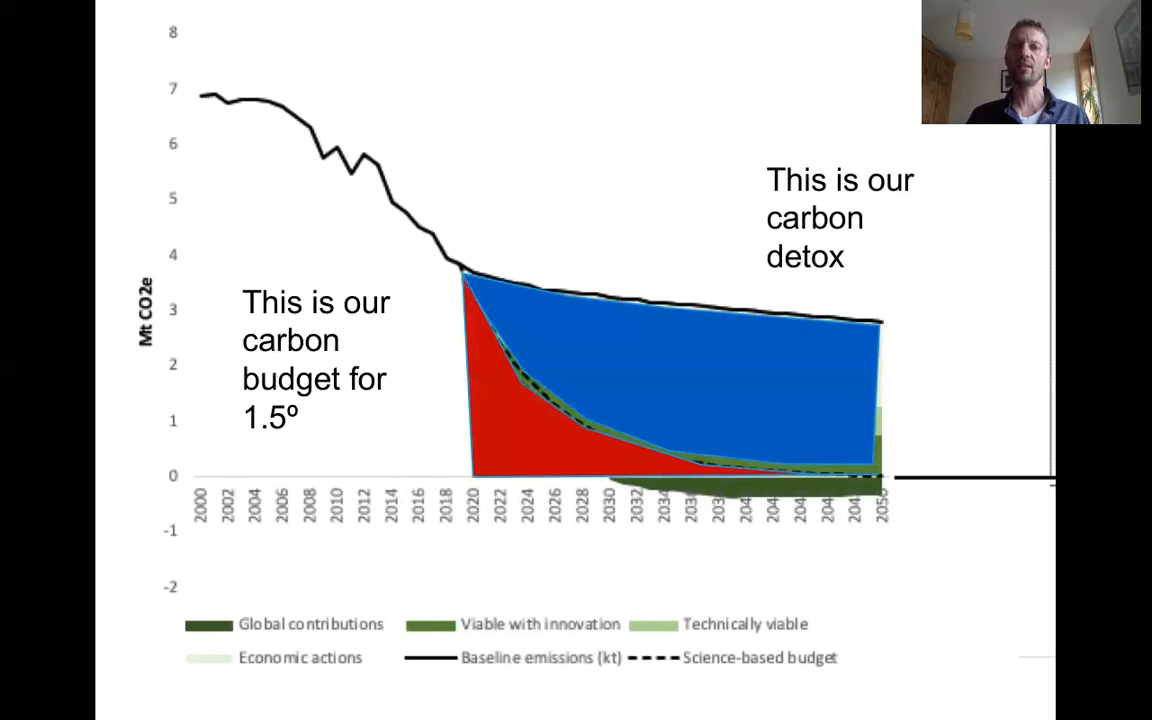 8
7
6
5
4
3
2
1
0
-1
-2
Mt CO2e
This is our
carbon
budget for
1.5º
This is our
carbon
detox
2000 2002 2004 2006 2008 2010 2012 2014 2016 2018 2020 2022 2024 2026 2028 2030 2032 2034 2050
Global contributions Viable with innovation Technically viable
Economic actions Baseline emissions (kt) Science-based budget